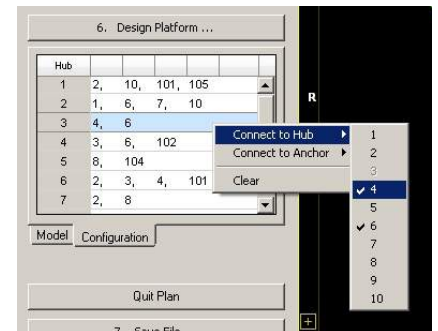 6. Design Platform ...
Hub
1 2, 10, 101, 105
2 1, 6, 7, 10
3 4, 6
4 3, 6, 102
5 8, 104
6 2, 3, 4, 101
7 2, 8
Model Configuration
Quit Plan
7. Save File
R
Connect to Hub
Connect to Anchor
Clear
1
2
3
4
5
6
7
8
9
10